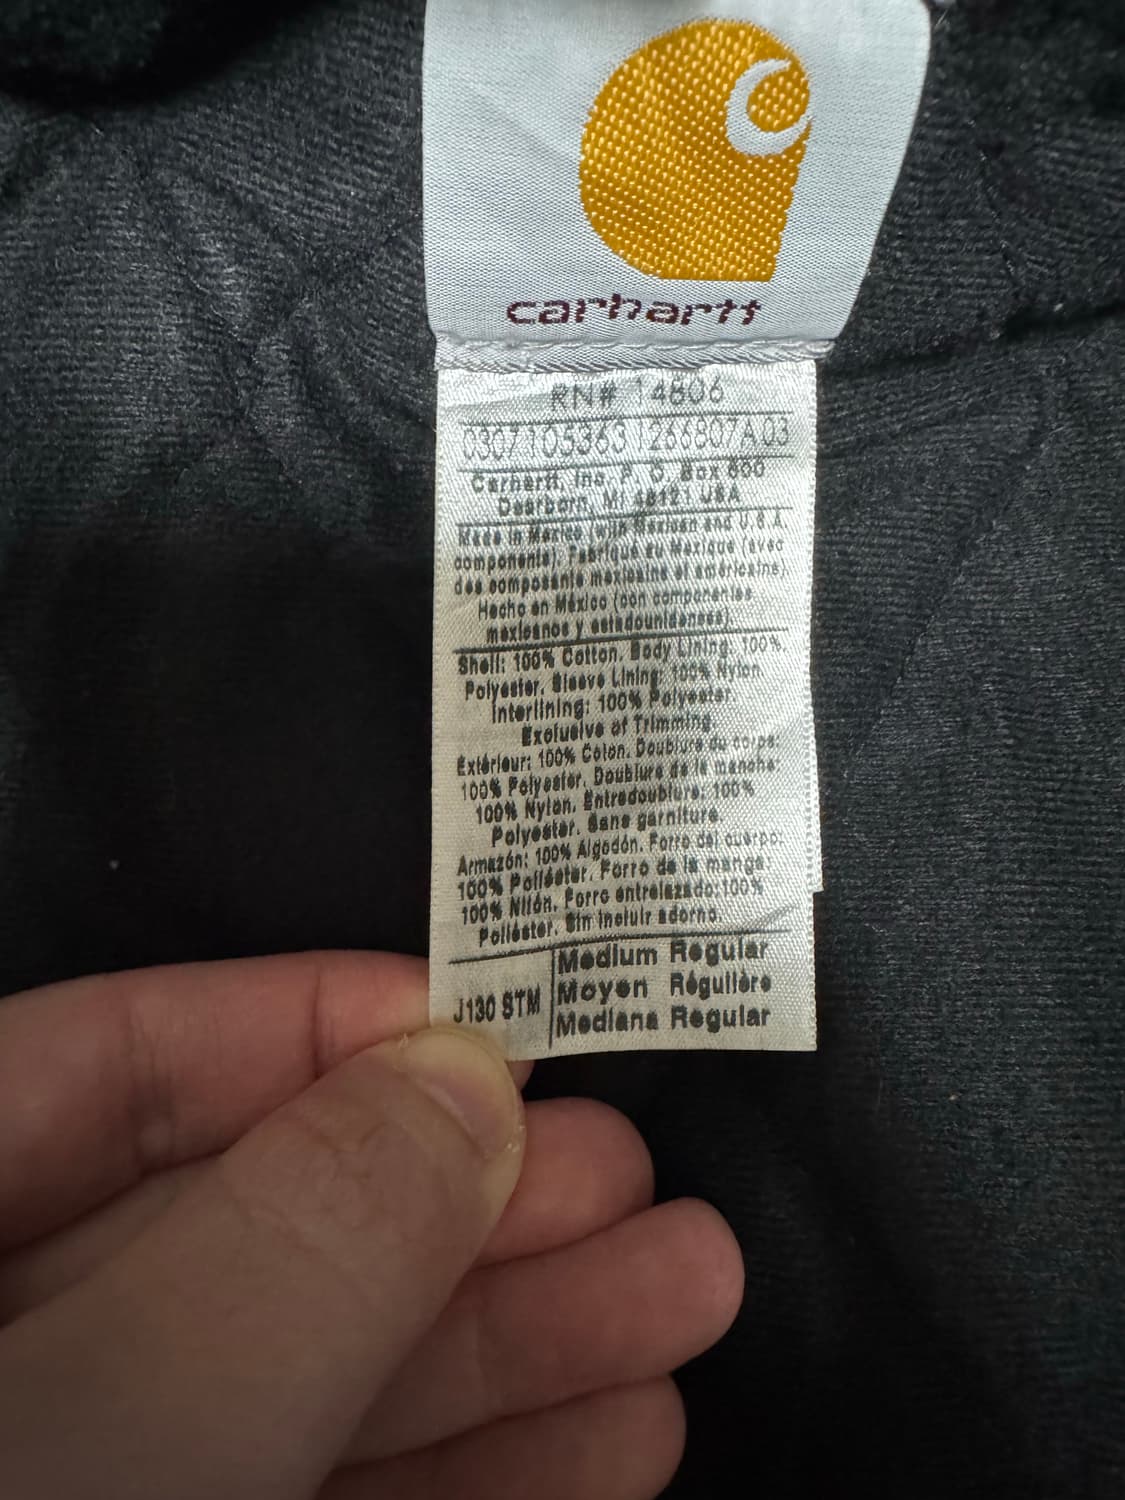 carhartt
RN# 14806
0307105363 1266807A03
Carhartt, Inc. P. O. Box 600
Dearborn, MI 48121 USA
Made in Mexico (with Mexican and U.S.A.
components). Fabriqué au Mexique (avec
des composants mexicains et américains)
Hecho en México (con componentes
mexicanos y estadounidenses)
Shell: 100% Cotton. Body Lining: 100%
Polyester. Sleeve Lining: 100% Nylon
Interlining: 100% Polyester.
Exclusive of Trimming.
Extérieur: 100% Coton. Doublure du corps:
100% Polyester. Doublure de la manche:
100% Nylon. Entredoublure: 100%
Polyester. Sans garniture.
Armazón: 100% Algodón. Forro del cuerpo:
100% Poliéster. Forro de la manga:
100% Nilón. Forro entrelazado: 100%
Poliéster. Sin incluir adorno.
J130 STM
Medium Regular
Moyen Régulière
Mediana Regular